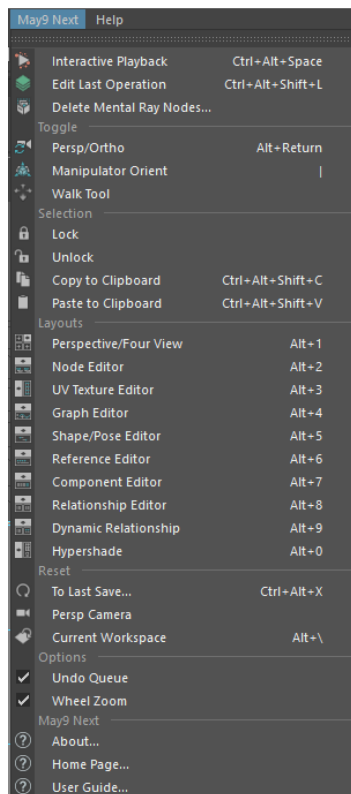 May9 Next Help
Interactive Playback Ctrl+Alt+Space
Edit Last Operation Ctrl+Alt+Shift+L
Delete Mental Ray Nodes...
Toggle
Persp/Ortho Alt+Return
Manipulator Orient |
Walk Tool
Selection
Lock
Unlock
Copy to Clipboard Ctrl+Alt+Shift+C
Paste to Clipboard Ctrl+Alt+Shift+V
Layouts
Perspective/Four View Alt+1
Node Editor Alt+2
UV Texture Editor Alt+3
Graph Editor Alt+4
Shape/Pose Editor Alt+5
Reference Editor Alt+6
Component Editor Alt+7
Relationship Editor Alt+8
Dynamic Relationship Alt+9
Hypershade Alt+0
Reset
To Last Save... Ctrl+Alt+X
Persp Camera
Current Workspace Alt+\
Options
Undo Queue
Wheel Zoom
May9 Next
About...
Home Page...
User Guide...